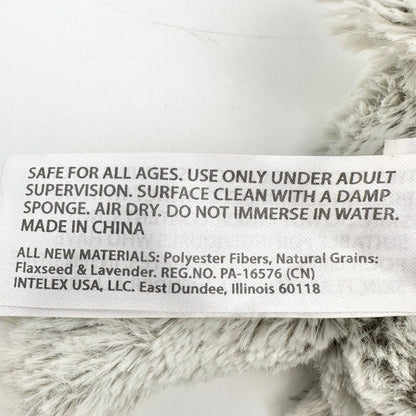 SAFE FOR ALL AGES. USE ONLY UNDER ADULT
SUPERVISION. SURFACE CLEAN WITH A DAMP
SPONGE. AIR DRY. DO NOT IMMERSE IN WATER.
MADE IN CHINA
ALL NEW MATERIALS: Polyester Fibers, Natural Grains:
Flaxseed & Lavender. REG.NO. PA-16576 (CN)
INTELEX USA, LLC. East Dundee, Illinois 60118